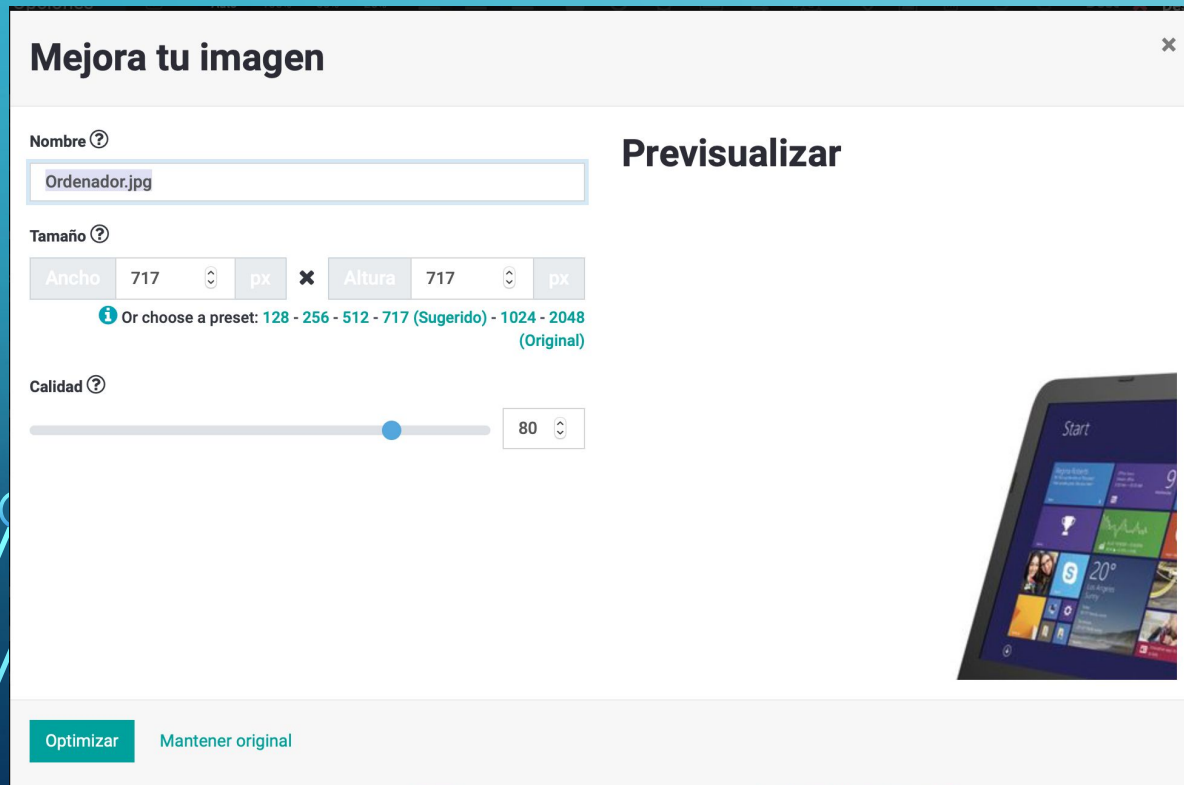 Mejora tu imagen
×
Nombre ?
Previsualizar
Ordenador.jpg
Tamaño ?
Ancho 717 px × Altura 717 px
i Or choose a preset: 128 - 256 - 512 - 717 (Sugerido) - 1024 - 2048
(Original)
Calidad ?
80
Start
20°
Optimizar Mantener original